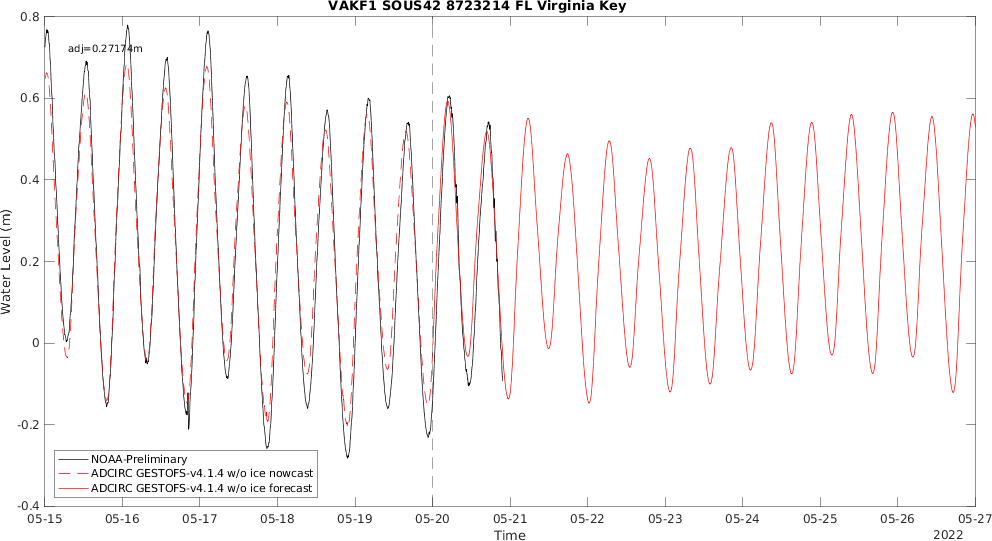 VAKF1 SOUS42 8723214 FL Virginia Key
0.8
adj=0.27174m
0.6
0.4
0.2
0
-0.2
-0.4
Water Level (m)
NOAA-Preliminary
ADCIRC GESTOFS-v4.1.4 w/o ice nowcast
ADCIRC GESTOFS-v4.1.4 w/o ice forecast
05-15 05-16 05-17 05-18 05-19 05-20 05-21 05-22 05-23 05-24 05-25 05-26 05-27
Time
2022